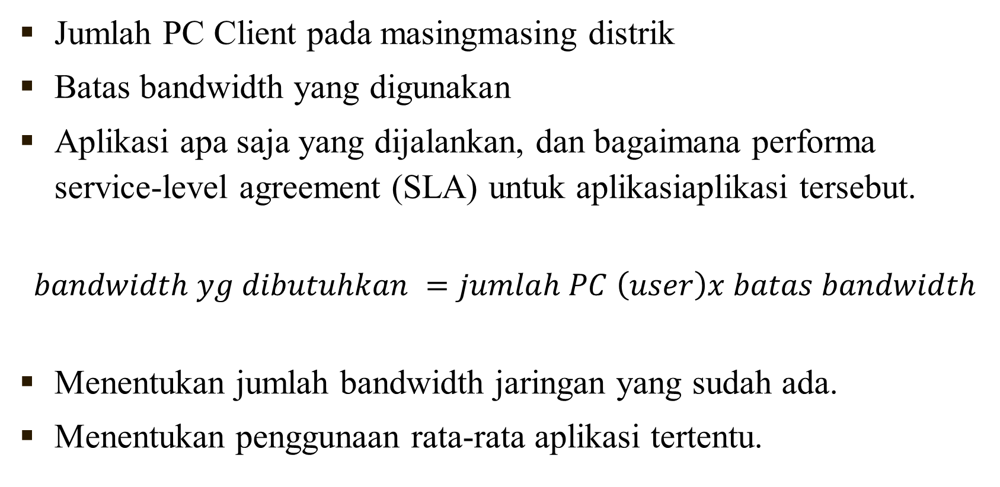 ▪ Jumlah PC Client pada masingmasing distrik
▪ Batas bandwidth yang digunakan
▪ Aplikasi apa saja yang dijalankan, dan bagaimana performa
service-level agreement (SLA) untuk aplikasiaplikasi tersebut.
bandwidth yg dibutuhkan = jumlah PC (user)x batas bandwidth
▪ Menentukan jumlah bandwidth jaringan yang sudah ada.
▪ Menentukan penggunaan rata-rata aplikasi tertentu.